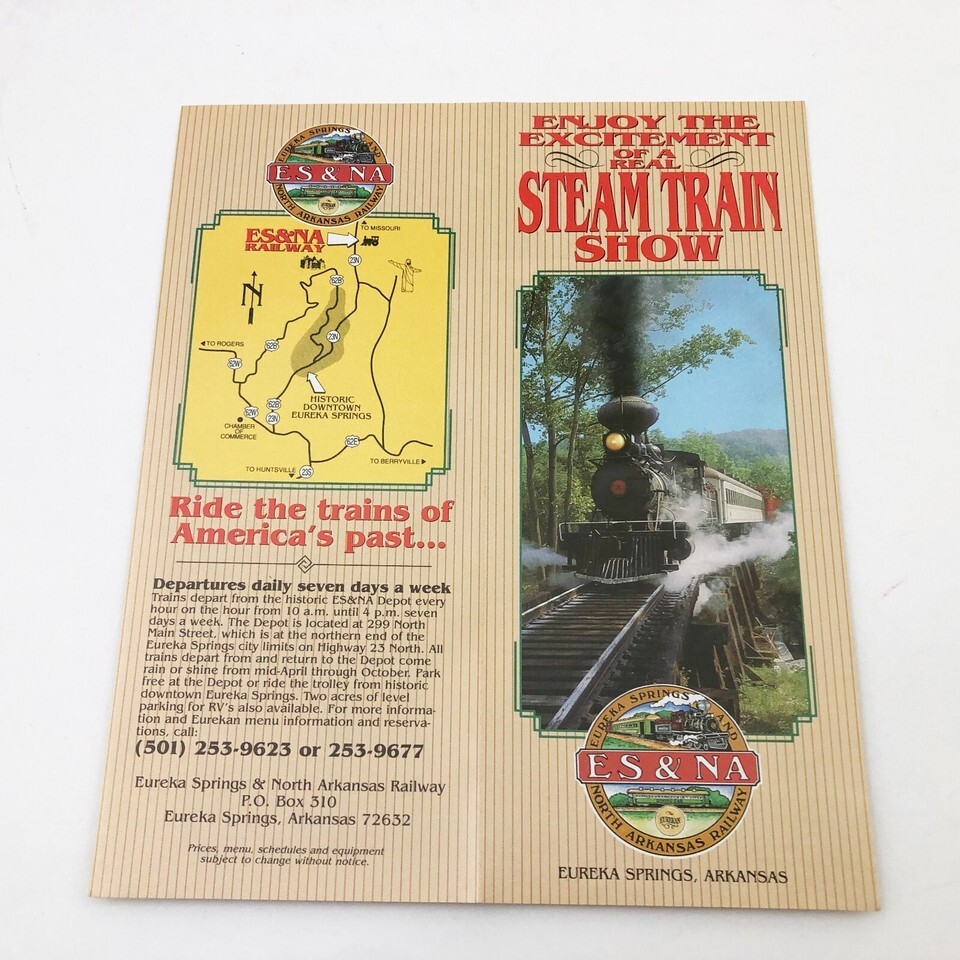 EUREKA SPRINGS AND
ES & NA
NORTH ARKANSAS RAILWAY
ES&NA
RAILWAY
TO MISSOURI
23N
62B
N
23N
TO ROGERS
62B
62W
HISTORIC
DOWNTOWN
EUREKA SPRINGS
62W
62B
23N
CHAMBER
OF
COMMERCE
62E
TO HUNTSVILLE
23S
TO BERRYVILLE
Ride the trains of
America's past...
Departures daily seven days a week
Trains depart from the historic ES&NA Depot every
hour on the hour from 10 a.m. until 4 p.m. seven
days a week. The Depot is located at 299 North
Main Street, which is at the northern end of the
Eureka Springs city limits on Highway 23 North. All
trains depart from and return to the Depot come
rain or shine from mid-April through October. Park
free at the Depot or ride the trolley from historic
downtown Eureka Springs. Two acres of level
parking for RV's also available. For more informa-
tion and Eurekan menu information and reserva-
tions, call:
(501) 253-9623 or 253-9677
Eureka Springs & North Arkansas Railway
P.O. Box 310
Eureka Springs, Arkansas 72632
Prices, menu, schedules and equipment
subject to change without notice.
ENJOY THE
EXCITEMENT
OF A
REAL
STEAM TRAIN
SHOW
EUREKA SPRINGS AND
ES & NA
EUREKAN
NORTH ARKANSAS RAILWAY
EUREKA SPRINGS, ARKANSAS